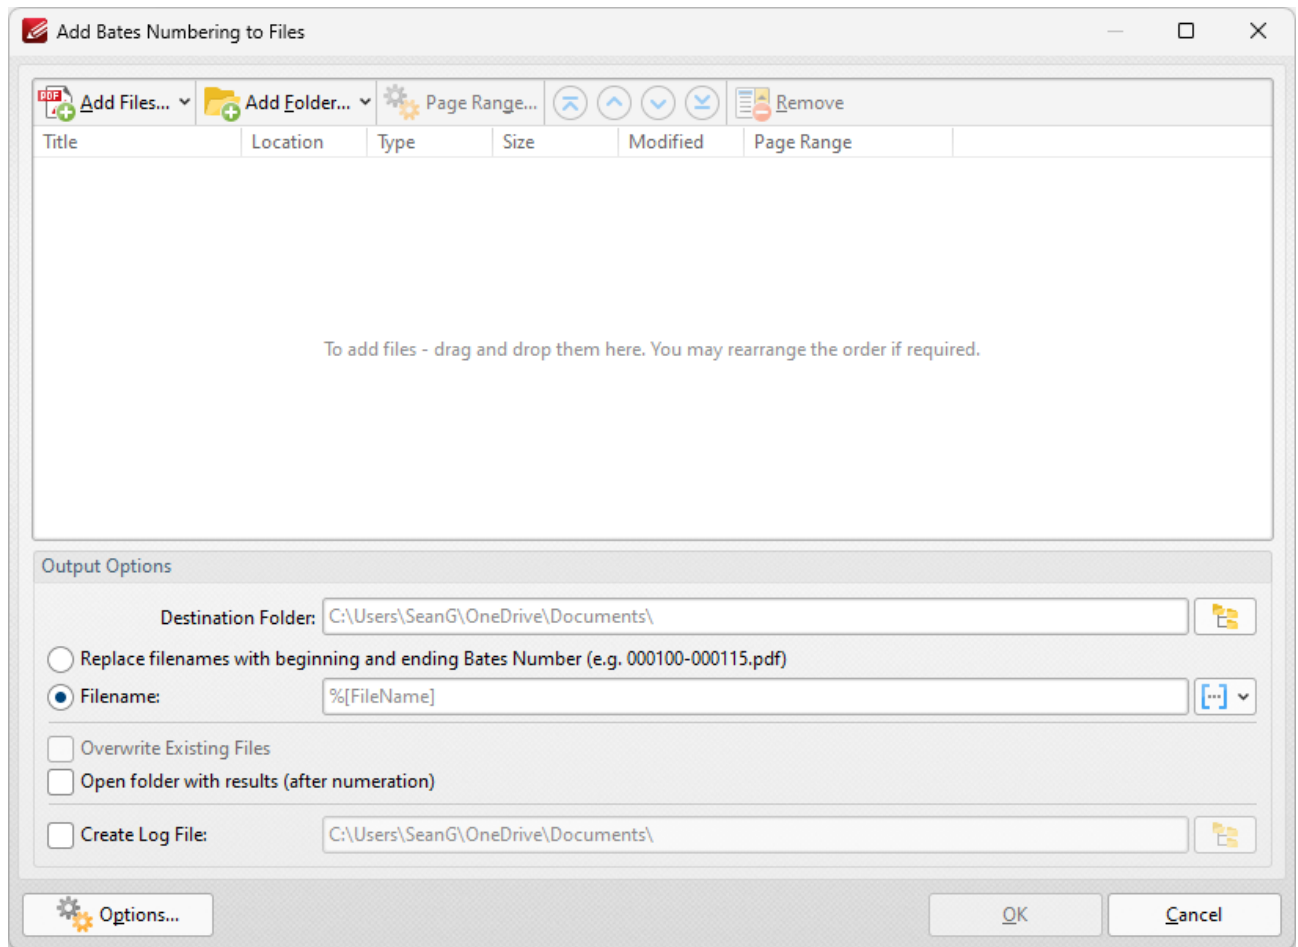 Add Bates Numbering to Files
PDF Add Files... Add Folder... Page Range... Remove
Title Location Type Size Modified Page Range
To add files - drag and drop them here. You may rearrange the order if required.
Output Options
Destination Folder: C:\Users\SeanG\OneDrive\Documents\
Replace filenames with beginning and ending Bates Number (e.g. 000100-000115.pdf)
Filename: %[FileName]
Overwrite Existing Files
Open folder with results (after numeration)
Create Log File: C:\Users\SeanG\OneDrive\Documents\
Options... OK Cancel